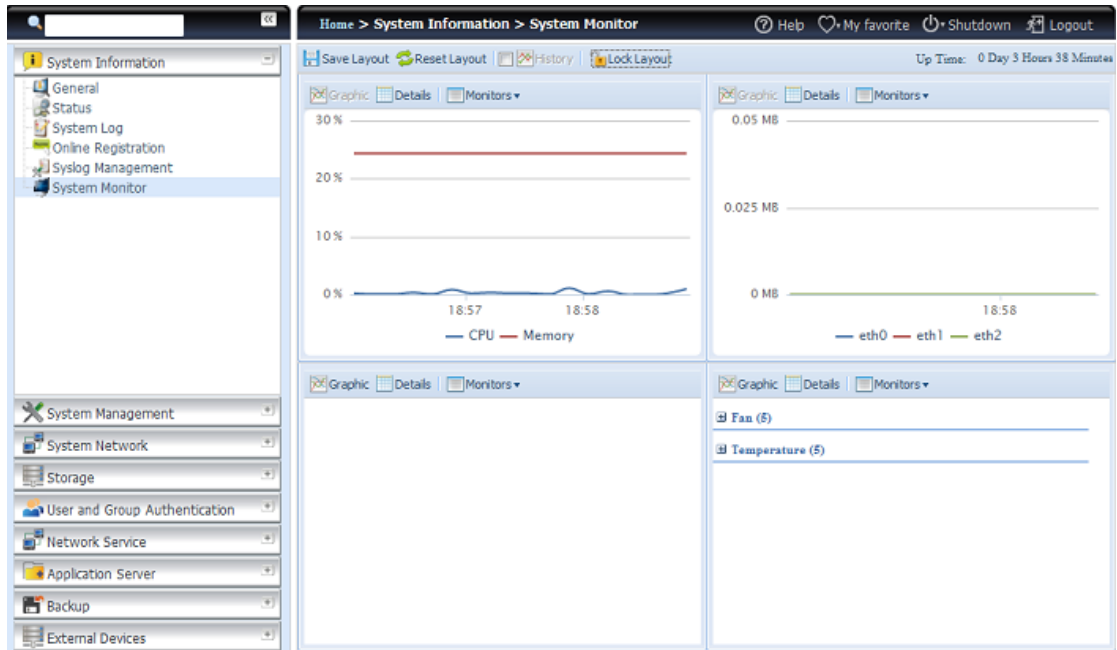 Home > System Information > System Monitor
Help My favorite Shutdown Logout
System Information
General
Status
System Log
Online Registration
Syslog Management
System Monitor
System Management
System Network
Storage
User and Group Authentication
Network Service
Application Server
Backup
External Devices
Save Layout Reset Layout History Lock Layout
Up Time: 0 Day 3 Hours 38 Minutes
Graphic Details Monitors
30 %
20 %
10 %
0 %
18:57 18:58
CPU Memory
Graphic Details Monitors
0.05 MB
0.025 MB
0 MB
18:58
eth0 eth1 eth2
Graphic Details Monitors
Graphic Details Monitors
Fan (5)
Temperature (5)